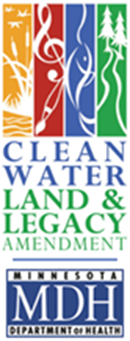 CLEAN
WATER
LAND &
LEGACY
AMENDMENT
MINNESOTA
MDH
DEPARTMENT OF HEALTH